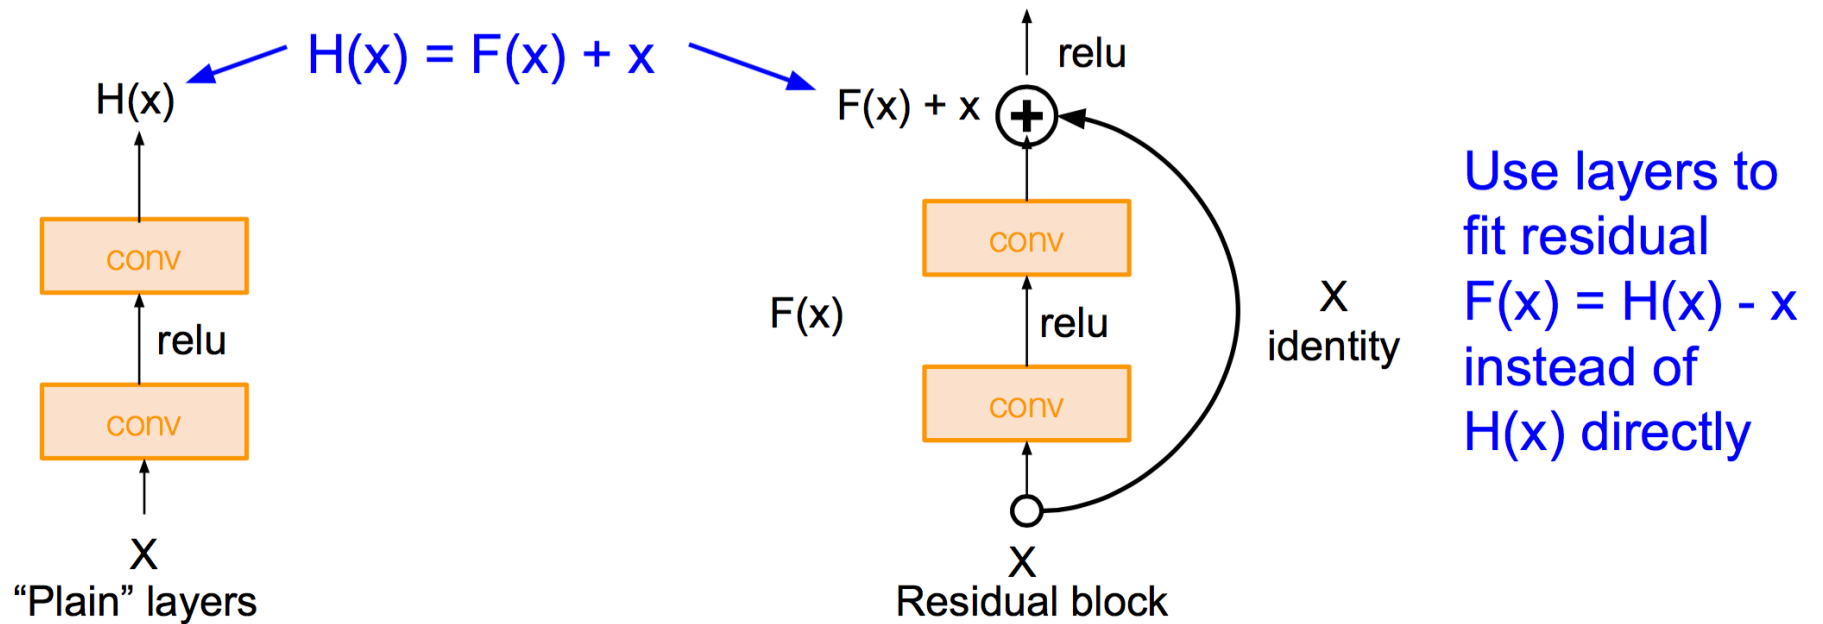 H(x) = F(x) + x
H(x)
conv
relu
conv
X
“Plain” layers
relu
F(x) + x
+
conv
F(x)
relu
conv
X
identity
X
Residual block
Use layers to
fit residual
F(x) = H(x) - x
instead of
H(x) directly